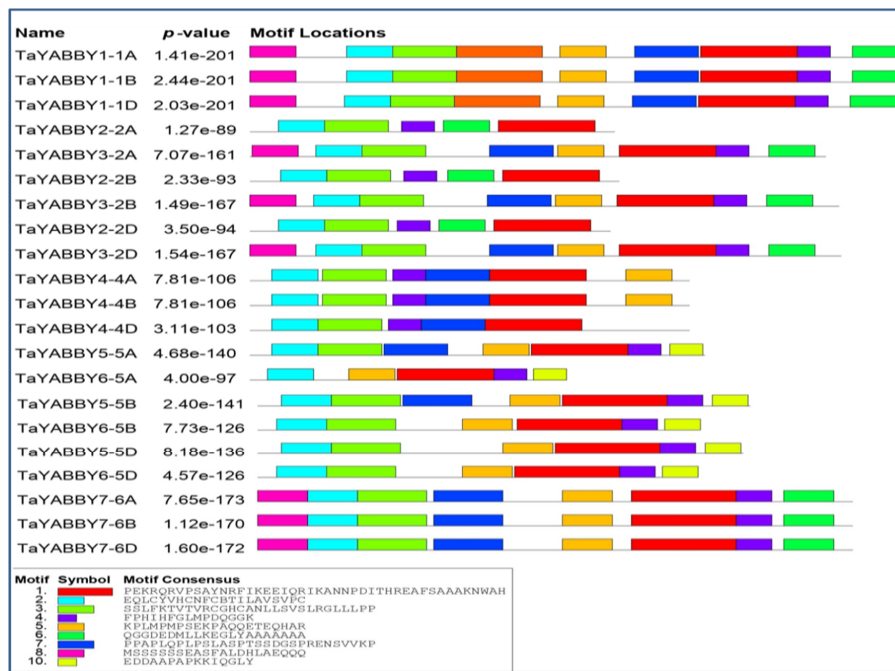 Name p-value Motif Locations
TaYABBY1-1A 1.41e-201
TaYABBY1-1B 2.44e-201
TaYABBY1-1D 2.03e-201
TaYABBY2-2A 1.27e-89
TaYABBY3-2A 7.07e-161
TaYABBY2-2B 2.33e-93
TaYABBY3-2B 1.49e-167
TaYABBY2-2D 3.50e-94
TaYABBY3-2D 1.54e-167
TaYABBY4-4A 7.81e-106
TaYABBY4-4B 7.81e-106
TaYABBY4-4D 3.11e-103
TaYABBY5-5A 4.68e-140
TaYABBY6-5A 4.00e-97
TaYABBY5-5B 2.40e-141
TaYABBY6-5B 7.73e-126
TaYABBY5-5D 8.18e-136
TaYABBY6-5D 4.57e-126
TaYABBY7-6A 7.65e-173
TaYABBY7-6B 1.12e-170
TaYABBY7-6D 1.60e-172
Motif Symbol Motif Consensus
1. PEKRQRVPSAYNRFIKEEIQRIKANNPDITHREAFSAAAKNWAH
2. EQLCYVHCNFCBTILAVSVPC
3. SSLFKTVTVRCGHCANLLSVSLRGLLLPP
4. FPHIHFGLMPDQGGK
5. KPLMPMPSEKPAQQETEQHAR
6. QGGDEDMLLKEGLYAAAAAAA
7. PPAPLQPLPSLASPTSSDGSPRENSVVKP
8. MSSSSSSEASFALDHLAEQQQ
10. EDDAAPAPKKIQGLY